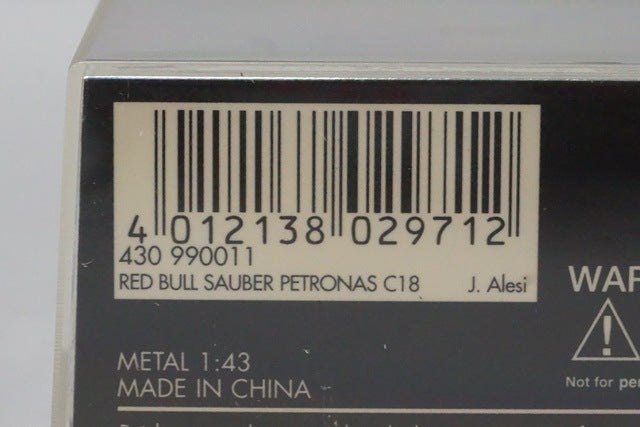 4 012138 029712
430 990011
RED BULL SAUBER PETRONAS C18 J. Alesi
METAL 1:43
MADE IN CHINA
WAR
Not for pe